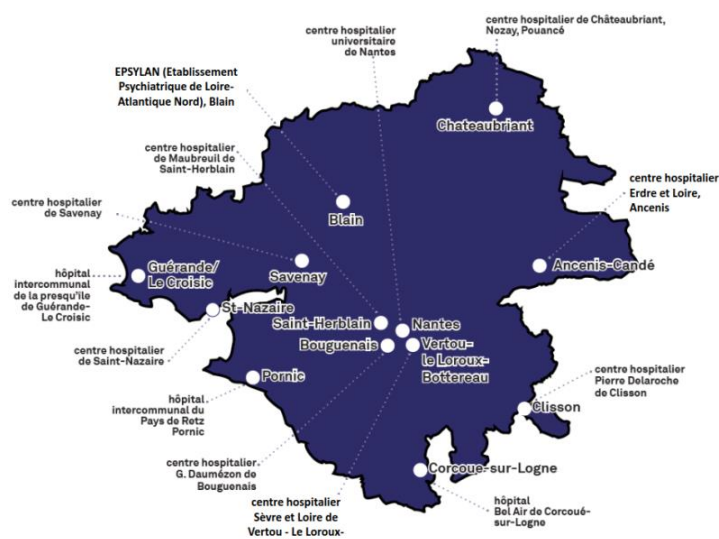 centre hospitalier
universitaire
de Nantes
centre hospitalier de Châteaubriant,
Nozay, Pouancé
EPSYLAN (Etablissement
Psychiatrique de Loire-
Atlantique Nord), Blain
Chateaubriant
centre hospitalier
de Maubreuil de
Saint-Herblain
centre hospitalier
Erdre et Loire,
Ancenis
centre hospitalier
de Savenay
Blain
Guérande/
Le Croisic
Savenay
Ancenis-Candé
hôpital
intercommunal
de la presqu'ile de
Guérande-
Le Croisic
St-Nazaire
Saint-Herblain
Nantes
Bouguenais
Vertou-
le Loroux-
Bottereau
centre hospitalier
de Saint-Nazaire
Pornic
centre hospitalier
Pierre Delaroche
de Clisson
hôpital
intercommunal du
Pays de Retz
Pornic
Clisson
centre hospitalier
G. Daumézon de
Bouguenais
Corcoue-sur-Logne
centre hospitalier
Sèvre et Loire de
Vertou - Le Loroux-
hôpital
Bel Air de Corcoué-
sur-Logne